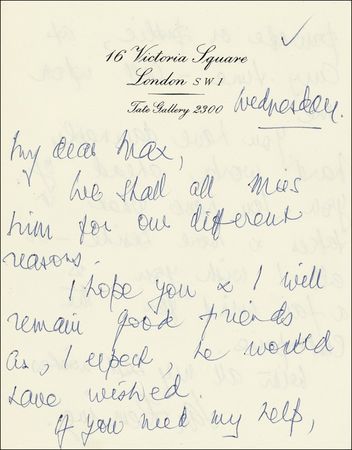 16 Victoria Square
London SW1
Tate Gallery 2300
Wednesday.
My dear Max,
We shall all miss
him for our different
reasons.
I hope you & I will
remain good friends
as, I expect, he would
have wished.
If you need my help,